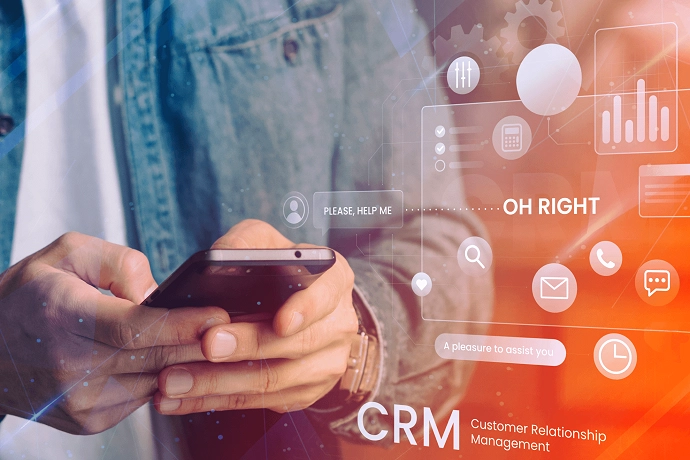 PLEASE, HELP ME
OH RIGHT
A pleasure to assist you
CRM
Customer Relationship
Management